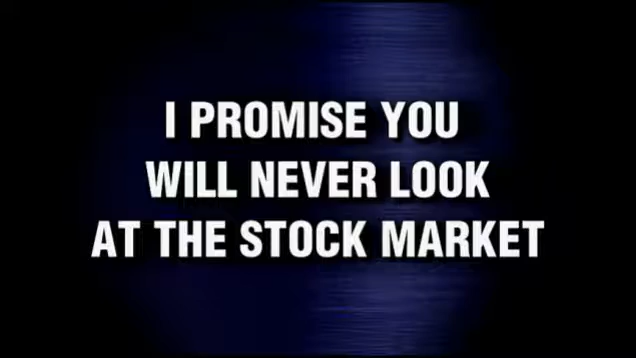 I PROMISE YOU
WILL NEVER LOOK
AT THE STOCK MARKET